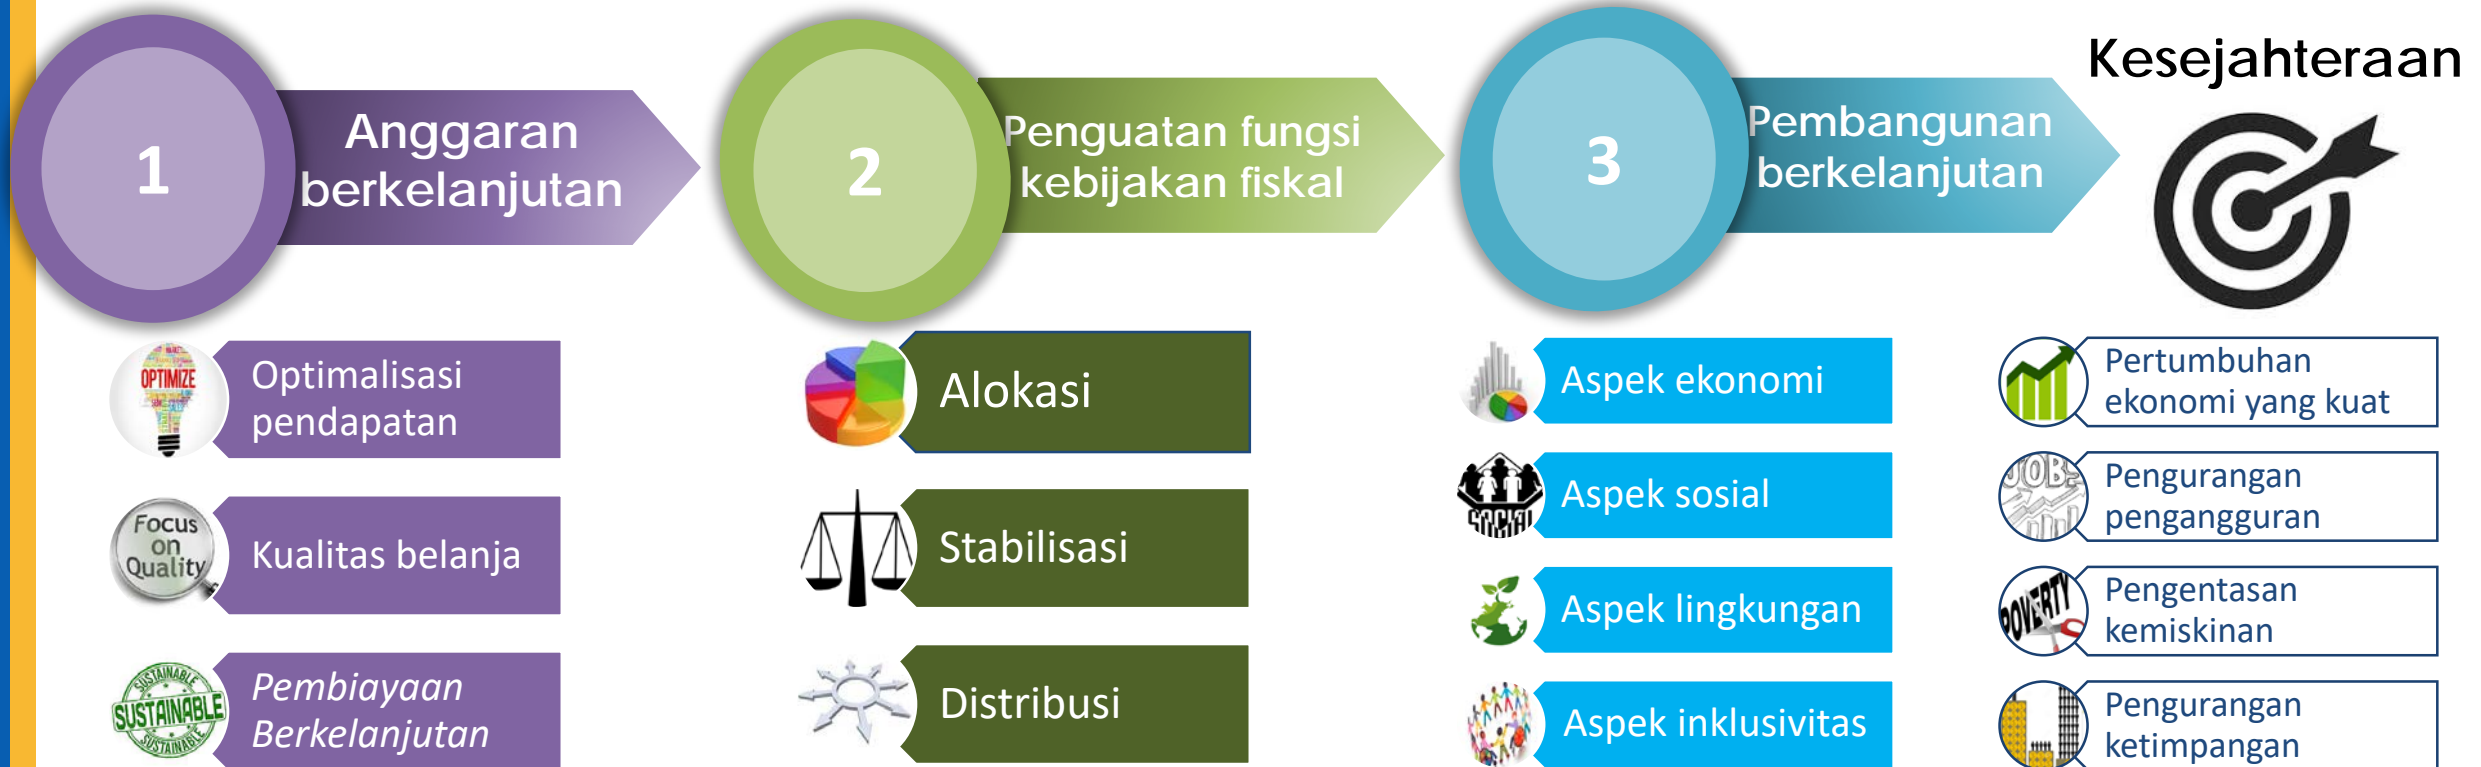 1
Anggaran
berkelanjutan
2
Penguatan fungsi
kebijakan fiskal
3
Pembangunan
berkelanjutan
Kesejahteraan
OPTIMIZE
Optimalisasi
pendapatan
Focus
on
Quality
Kualitas belanja
SUSTAINABLE
SUSTAINABLE
SUSTAINABLE
Pembiayaan
Berkelanjutan
Alokasi
Stabilisasi
Distribusi
Aspek ekonomi
SOCIAL
Aspek sosial
Aspek lingkungan
Aspek inklusivitas
Pertumbuhan
ekonomi yang kuat
JOBS
Pengurangan
pengangguran
POVERTY
Pengentasan
kemiskinan
Pengurangan
ketimpangan